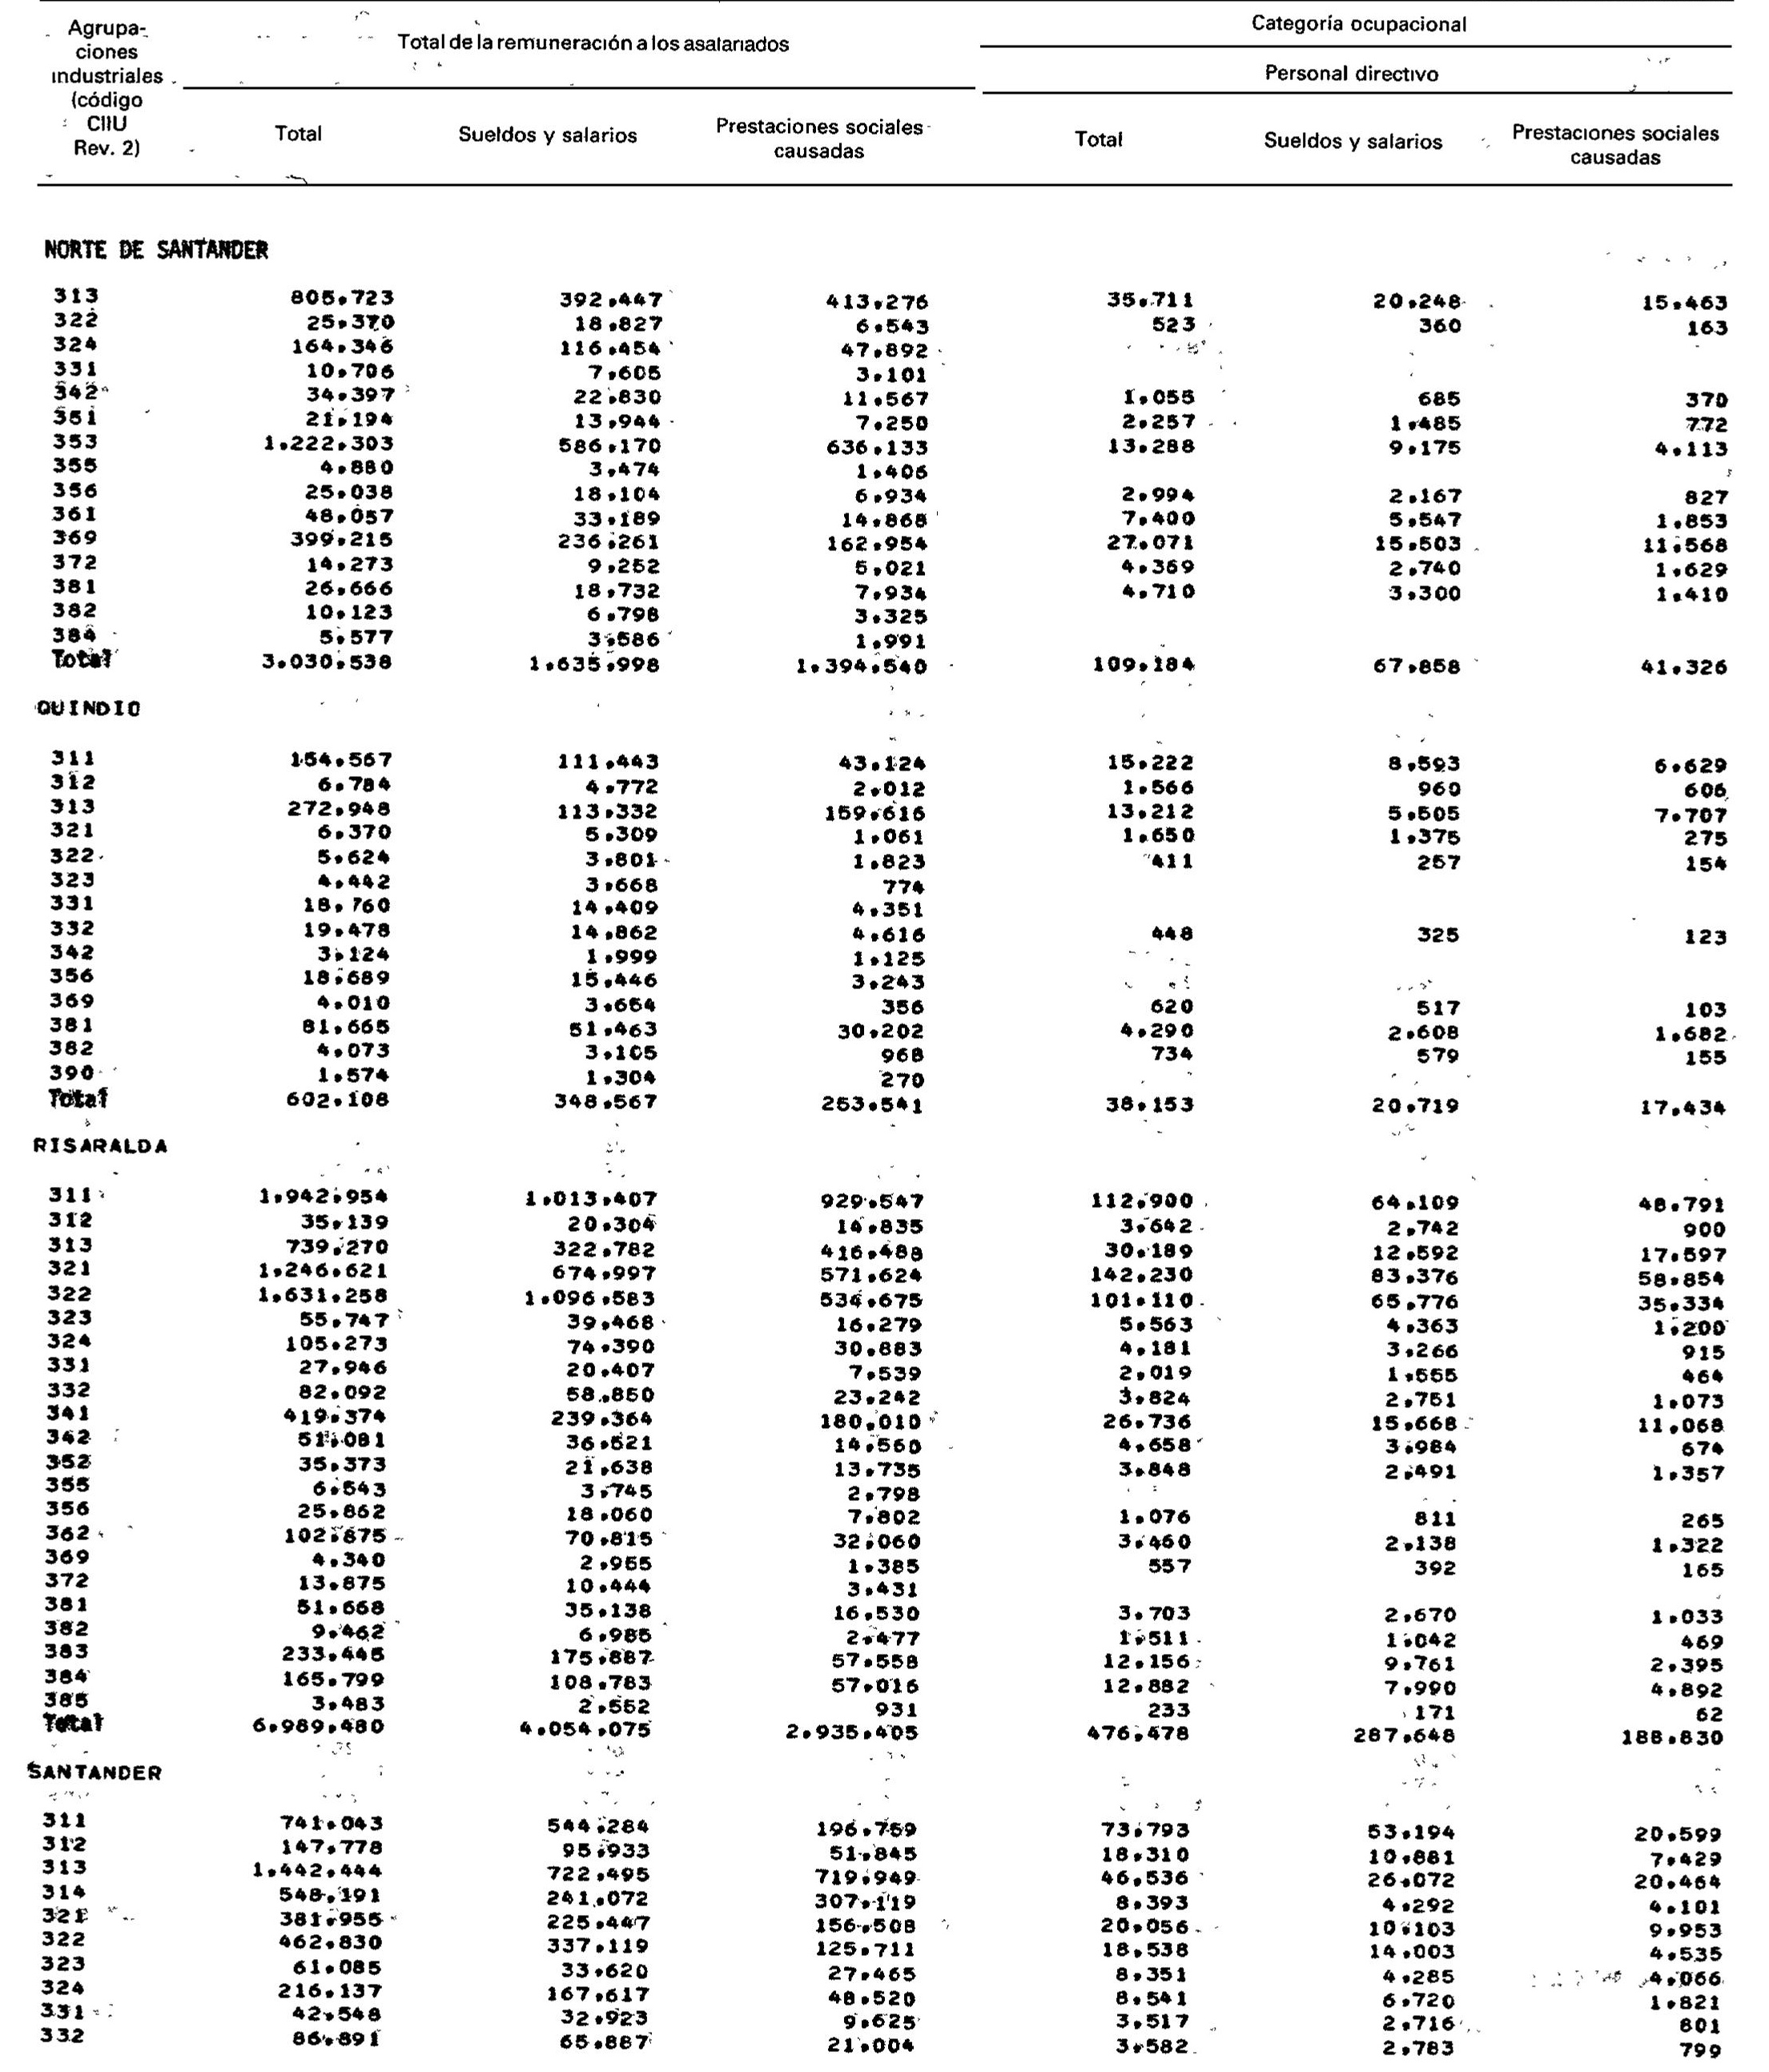 Agrupa-
ciones
industriales
(código
CIIU
Rev. 2)
Total de la remuneración a los asalariados
Categoría ocupacional
Personal directivo
Total Sueldos y salarios Prestaciones sociales causadas Total Sueldos y salarios Prestaciones sociales causadas
NORTE DE SANTANDER
313 805.723 392.447 413.276 35.711 20.248 15.463
322 25.370 18.827 6.543 523 360 163
324 164.346 116.454 47.892
331 10.706 7.605 3.101
342 34.397 22.830 11.567 1.055 685 370
351 21.194 13.944 7.250 2.257 1.485 772
353 1.222.303 586.170 636.133 13.288 9.175 4.113
355 4.880 3.474 1.406
356 25.038 18.104 6.934 2.994 2.167 827
361 48.057 33.189 14.868 7.400 5.547 1.853
369 399.215 236.261 162.954 27.071 15.503 11.568
372 14.273 9.252 5.021 4.369 2.740 1.629
381 26.666 18.732 7.934 4.710 3.300 1.410
382 10.123 6.798 3.325
384 5.577 3.586 1.991
Total 3.030.538 1.635.998 1.394.540 109.184 67.858 41.326
QUINDIO
311 154.567 111.443 43.124 15.222 8.593 6.629
312 6.784 4.772 2.012 1.566 960 606
313 272.948 113.332 159.616 13.212 5.505 7.707
321 6.370 5.309 1.061 1.650 1.375 275
322 5.624 3.801 1.823 411 257 154
323 4.442 3.668 774
331 18.760 14.409 4.351
332 19.478 14.862 4.616 448 325 123
342 3.124 1.999 1.125
356 18.689 15.446 3.243
369 4.010 3.654 356 620 517 103
381 81.665 51.463 30.202 4.290 2.608 1.682
382 4.073 3.105 968 734 579 155
390 1.574 1.304 270
Total 602.108 348.567 253.541 38.153 20.719 17.434
RISARALDA
311 1.942.954 1.013.407 929.547 112.900 64.109 48.791
312 35.139 20.304 14.835 3.642 2.742 900
313 739.270 322.782 416.488 30.189 12.592 17.597
321 1.246.621 674.997 571.624 142.230 83.376 58.854
322 1.631.258 1.096.583 534.675 101.110 65.776 35.334
323 55.747 39.468 16.279 5.563 4.363 1.200
324 105.273 74.390 30.883 4.181 3.266 915
331 27.946 20.407 7.539 2.019 1.555 464
332 82.092 58.850 23.242 3.824 2.751 1.073
341 419.374 239.364 180.010 26.736 15.668 11.068
342 51.081 36.521 14.560 4.658 3.984 674
352 35.373 21.638 13.735 3.848 2.491 1.357
355 6.543 3.745 2.798
356 25.862 18.060 7.802 1.076 811 265
362 102.875 70.815 32.060 3.460 2.138 1.322
369 4.340 2.955 1.385 557 392 165
372 13.875 10.444 3.431
381 51.668 35.138 16.530 3.703 2.670 1.033
382 9.462 6.985 2.477 1.511 1.042 469
383 233.445 175.887 57.558 12.156 9.761 2.395
384 165.799 108.783 57.016 12.882 7.990 4.892
385 3.483 2.552 931 233 171 62
Total 6.989.480 4.054.075 2.935.405 476.478 287.648 188.830
SANTANDER
311 741.043 544.284 196.759 73.793 53.194 20.599
312 147.778 95.933 51.845 18.310 10.881 7.429
313 1.442.444 722.495 719.949 46.536 26.072 20.464
314 548.191 241.072 307.119 8.393 4.292 4.101
321 381.955 225.447 156.508 20.056 10.103 9.953
322 462.830 337.119 125.711 18.538 14.003 4.535
323 61.085 33.620 27.465 8.351 4.285 4.066
324 216.137 167.617 48.520 8.541 6.720 1.821
331 42.548 32.923 9.625 3.517 2.716 801
332 86.891 65.887 21.004 3.582 2.783 799